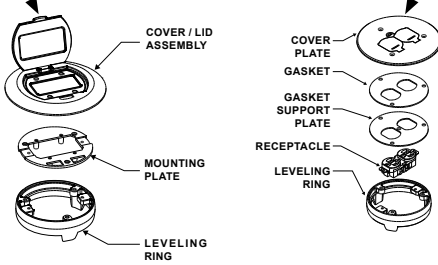 COVER / LID
ASSEMBLY
MOUNTING
PLATE
LEVELING
RING
COVER
PLATE
GASKET
GASKET
SUPPORT
PLATE
RECEPTACLE
LEVELING
RING